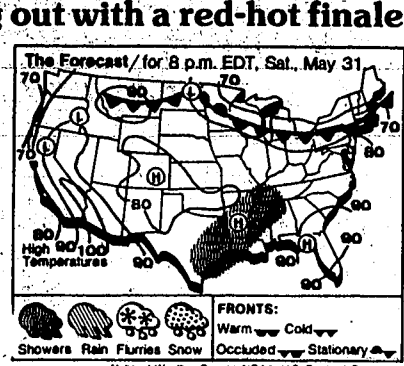 out with a red-hot finale
The Forecast/for 8 p.m. EDT, Sat., May 31
70
60
70
L
L
70
L
70
80
H
80
H
90
H
80
90
100
90
90
90
90
High
Temperatures
FRONTS:
Warm Cold
Showers Rain Flurries Snow
Occluded Stationary